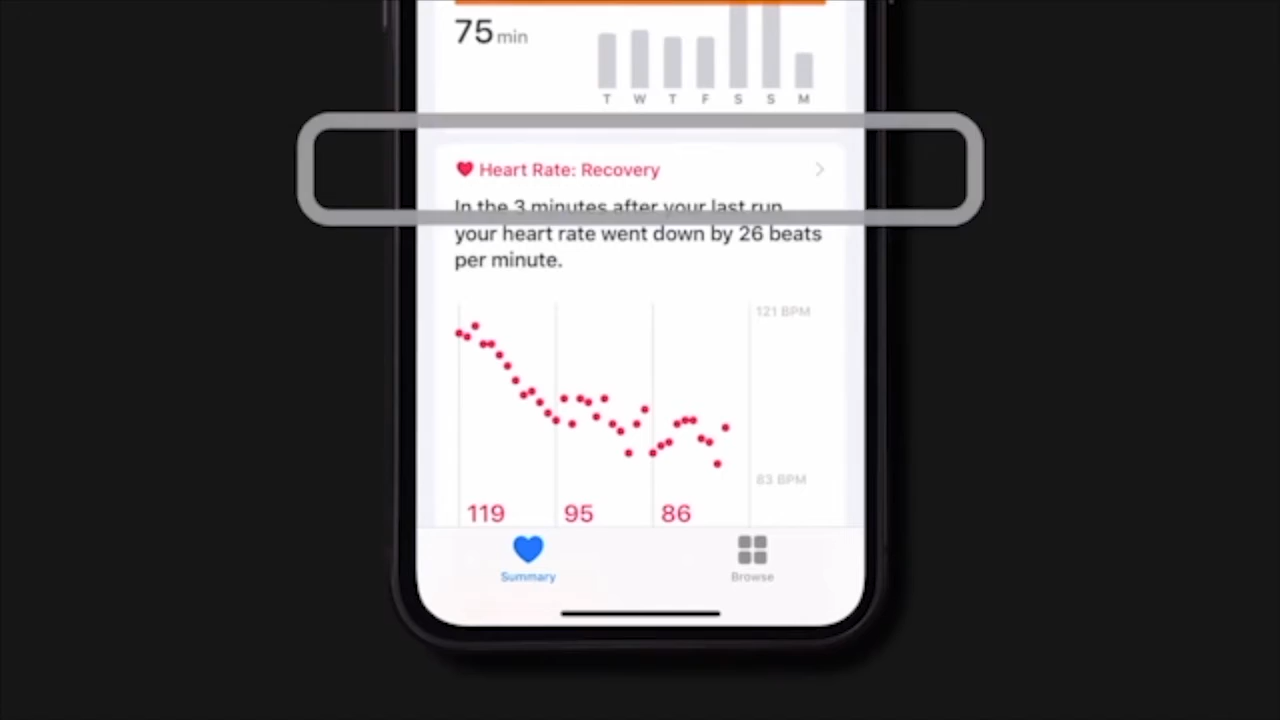 75 min
T W T F S S M
Heart Rate: Recovery
In the 3 minutes after your last run
your heart rate went down by 26 beats
per minute.
121 BPM
83 BPM
119 95 86
Summary Browse